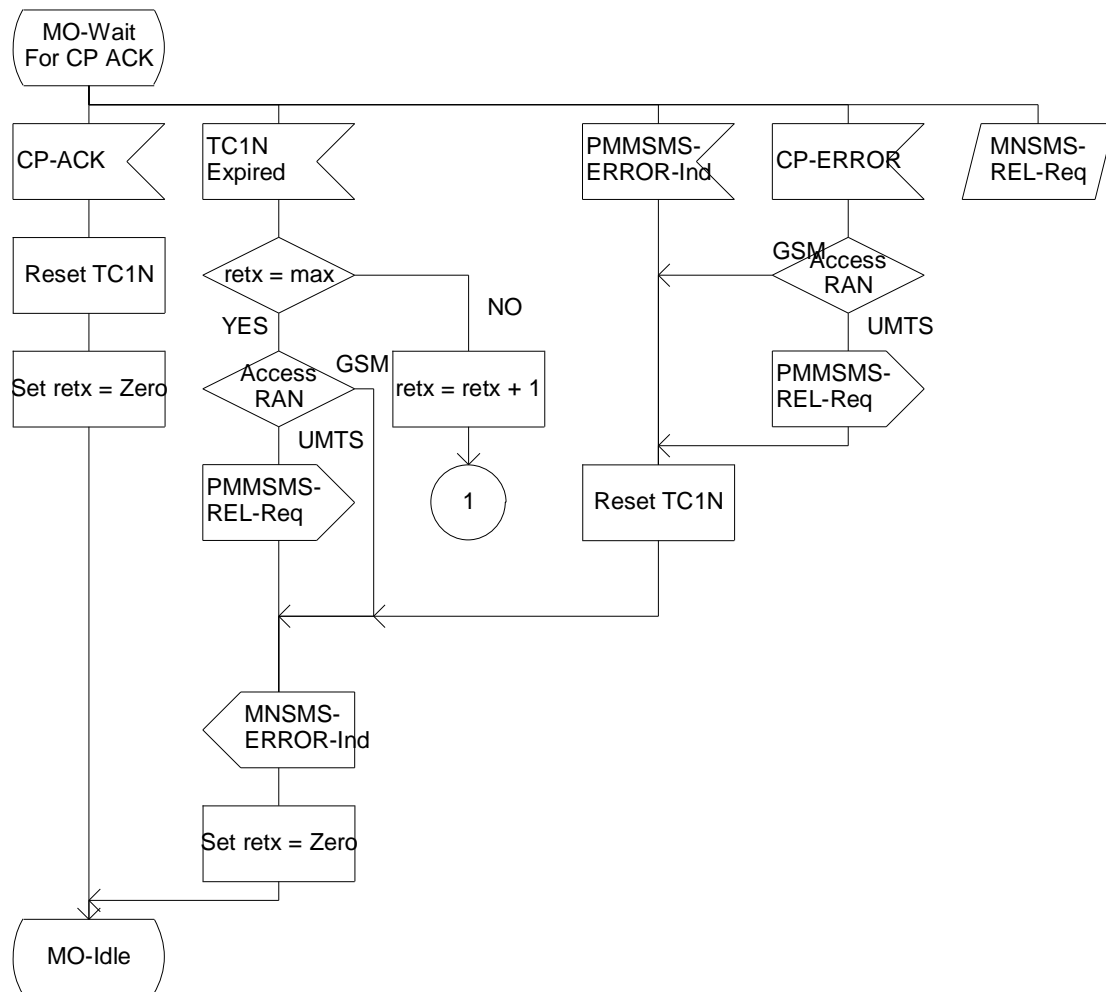 MO-Wait
For CP ACK
CP-ACK
TC1N
Expired
PMMSMS-
ERROR-Ind
CP-ERROR
MNSMS-
REL-Req
Reset TC1N
retx = max
GSM
Access
RAN
NO
YES
UMTS
Set retx = Zero
Access
RAN
GSM
retx = retx + 1
PMMSMS-
REL-Req
UMTS
PMMSMS-
REL-Req
1
Reset TC1N
MNSMS-
ERROR-Ind
Set retx = Zero
MO-Idle